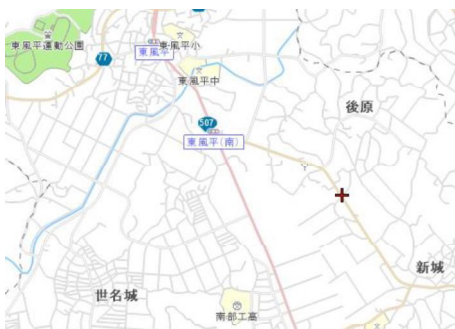 東風平運動公園
東風平小
東風平
77
東風平中
507
東風平(南)
後原
新城
世名城
南部工高